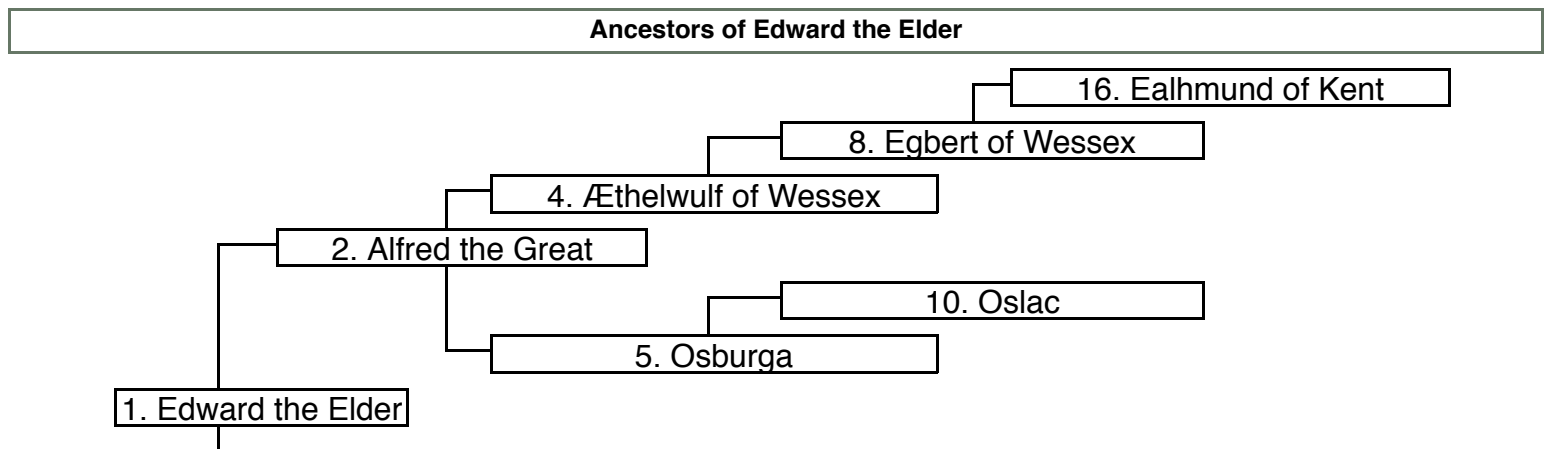 Ancestors of Edward the Elder
16. Ealhmund of Kent
8. Egbert of Wessex
4. Æthelwulf of Wessex
2. Alfred the Great
10. Oslac
5. Osburga
1. Edward the Elder